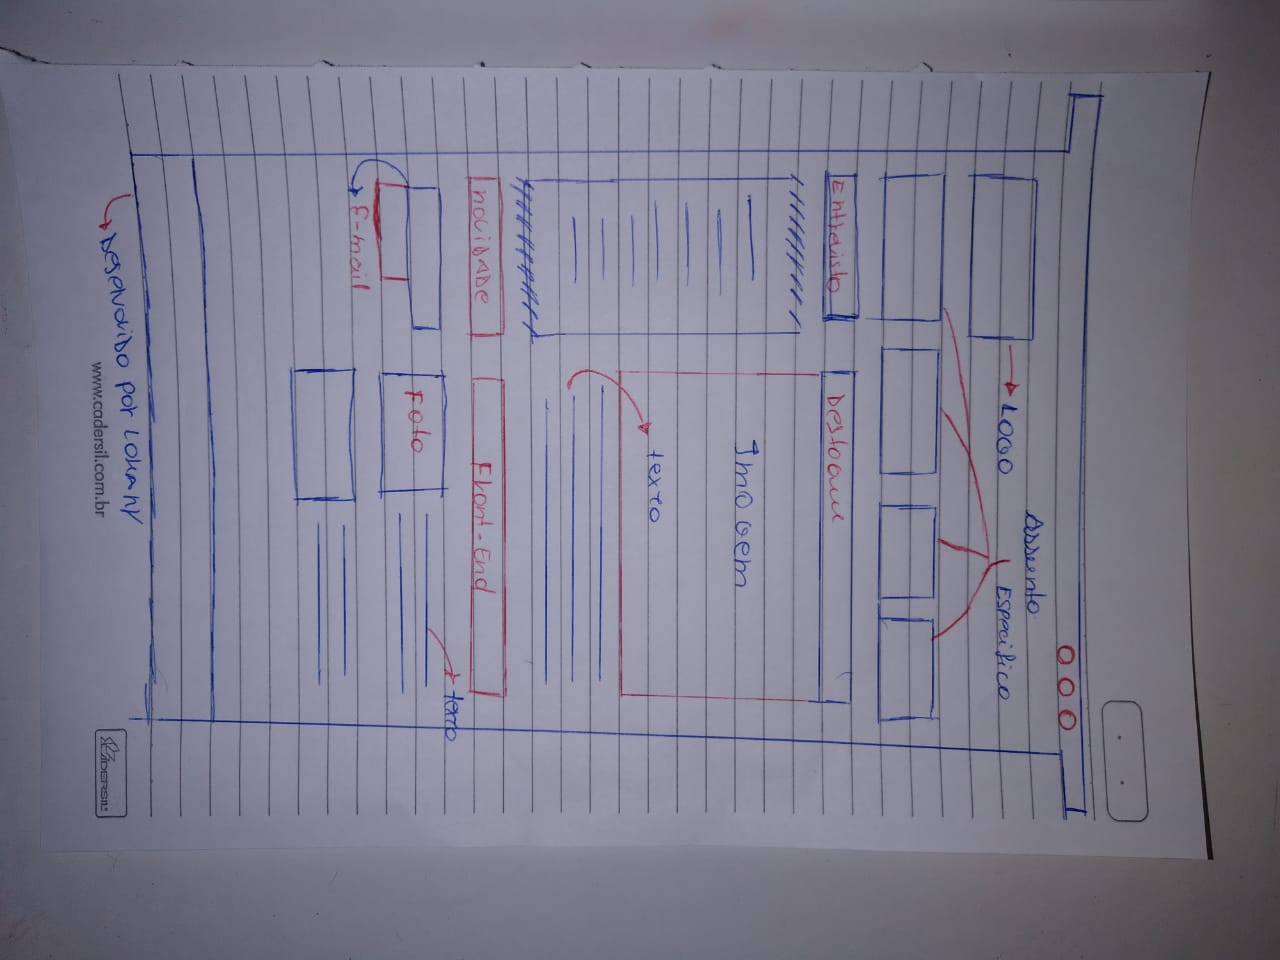 LOGO
Assunto
ESPECifico
Entrevista
Destaque
Imagem
texto
novidade
Front-End
texto
Foto
E-mail
Desenvolvido por LOHANY
www.cadersil.com.br
CADERSIL